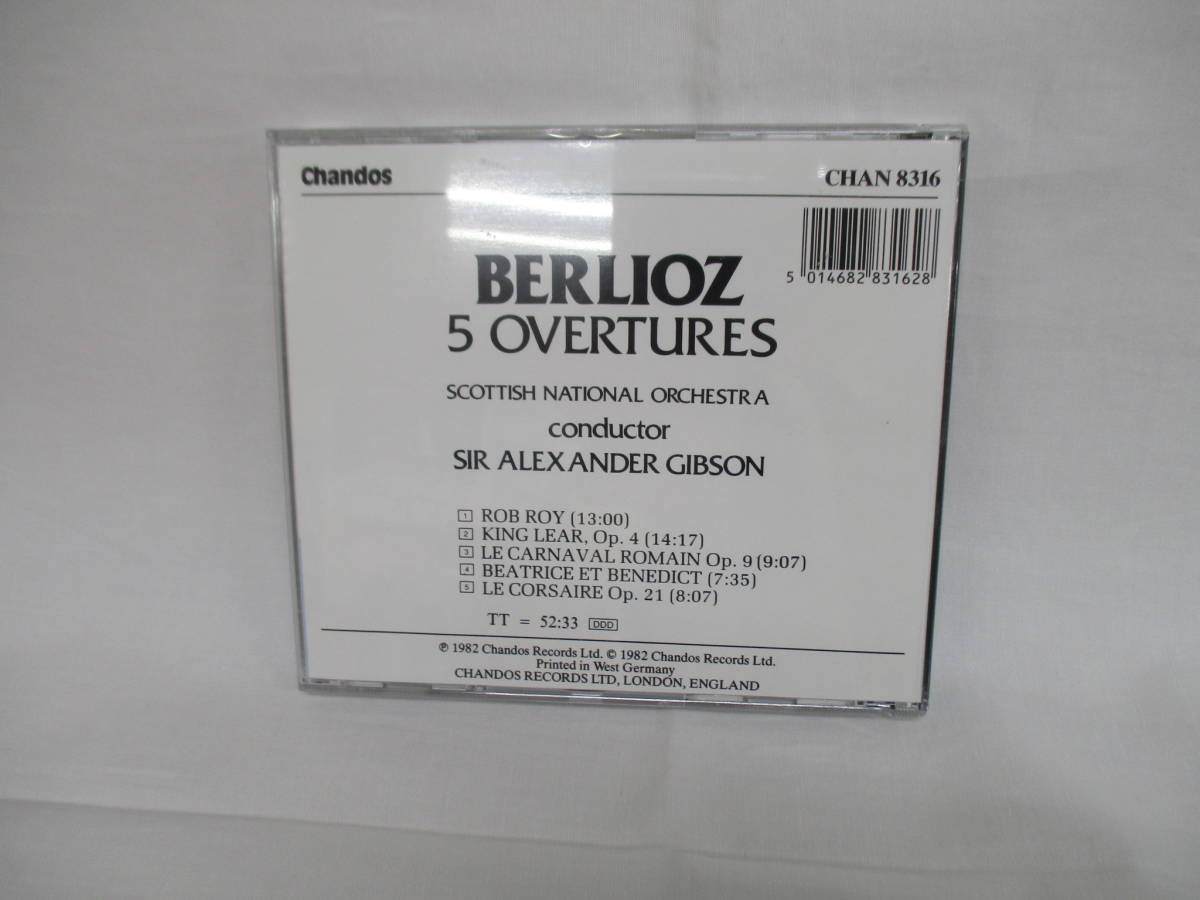 Chandos
CHAN 8316
5 014682 831628
BERLIOZ
5 OVERTURES
SCOTTISH NATIONAL ORCHESTRA
conductor
SIR ALEXANDER GIBSON
1 ROB ROY (13:00)
2 KING LEAR, Op. 4 (14:17)
3 LE CARNAVAL ROMAIN Op. 9 (9:07)
4 BEATRICE ET BENEDICT (7:35)
5 LE CORSAIRE Op. 21 (8:07)
TT = 52:33 DDD
℗ 1982 Chandos Records Ltd. © 1982 Chandos Records Ltd.
Printed in West Germany
CHANDOS RECORDS LTD, LONDON, ENGLAND